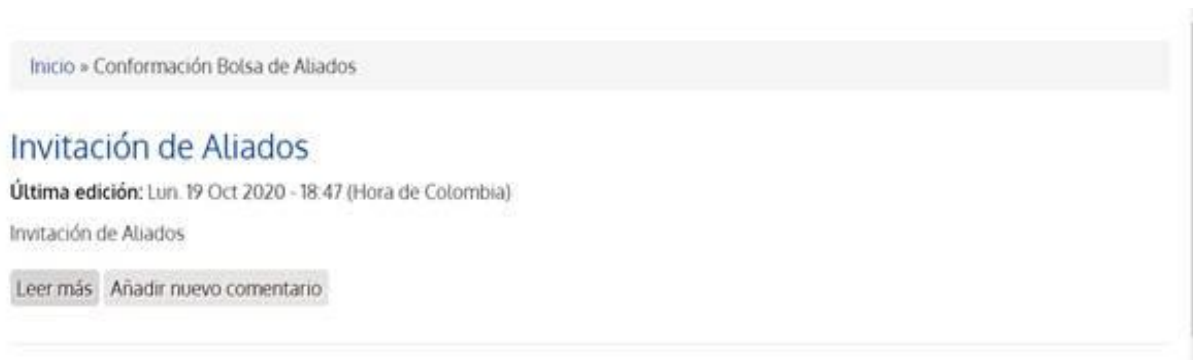 Inicio » Conformación Bolsa de Aliados
Invitación de Aliados
Última edición: Lun. 19 Oct 2020 - 18:47 (Hora de Colombia)
Invitación de Aliados
Leer más Añadir nuevo comentario